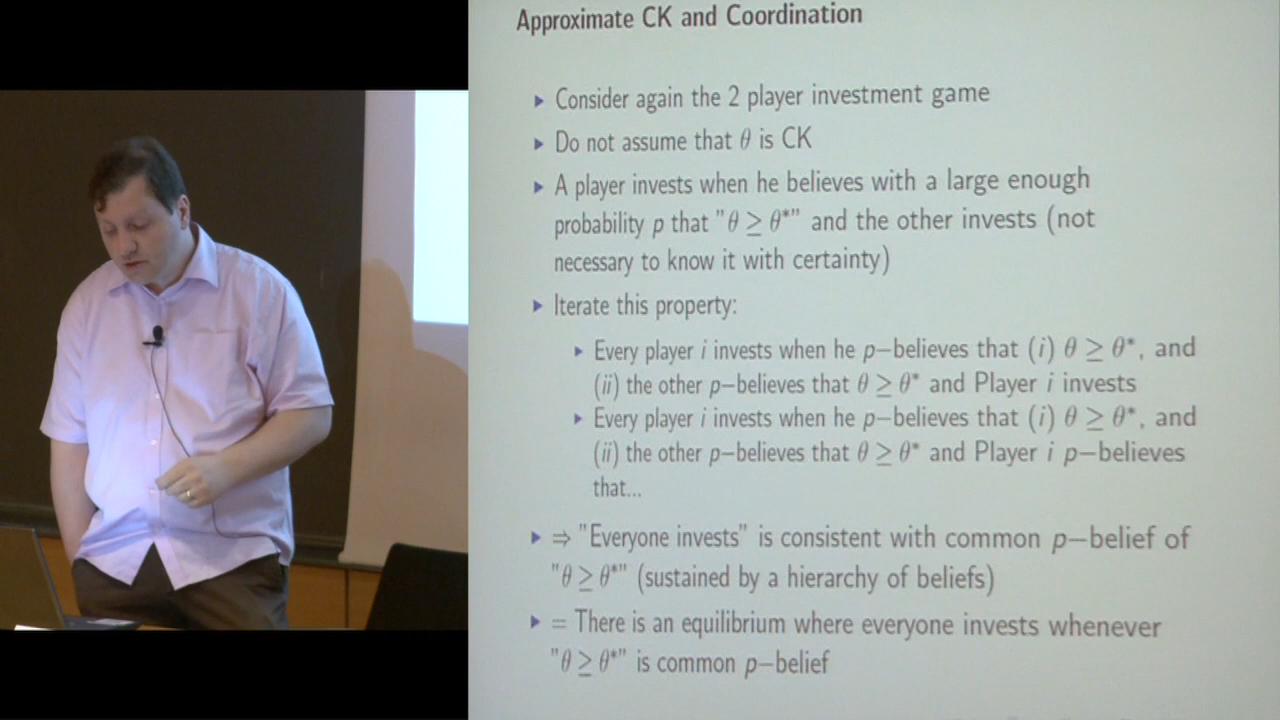 Approximate CK and Coordination
▸ Consider again the 2 player investment game
▸ Do not assume that θ is CK
▸ A player invests when he believes with a large enough
probability p that "θ ≥ θ*" and the other invests (not
necessary to know it with certainty)
▸ Iterate this property:
▸ Every player i invests when he p−believes that (i) θ ≥ θ*, and
(ii) the other p−believes that θ ≥ θ* and Player i invests
▸ Every player i invests when he p−believes that (i) θ ≥ θ*, and
(ii) the other p−believes that θ ≥ θ* and Player i p−believes
that...
▸ ⇒ "Everyone invests" is consistent with common p−belief of
"θ ≥ θ*" (sustained by a hierarchy of beliefs)
▸ = There is an equilibrium where everyone invests whenever
"θ ≥ θ*" is common p−belief